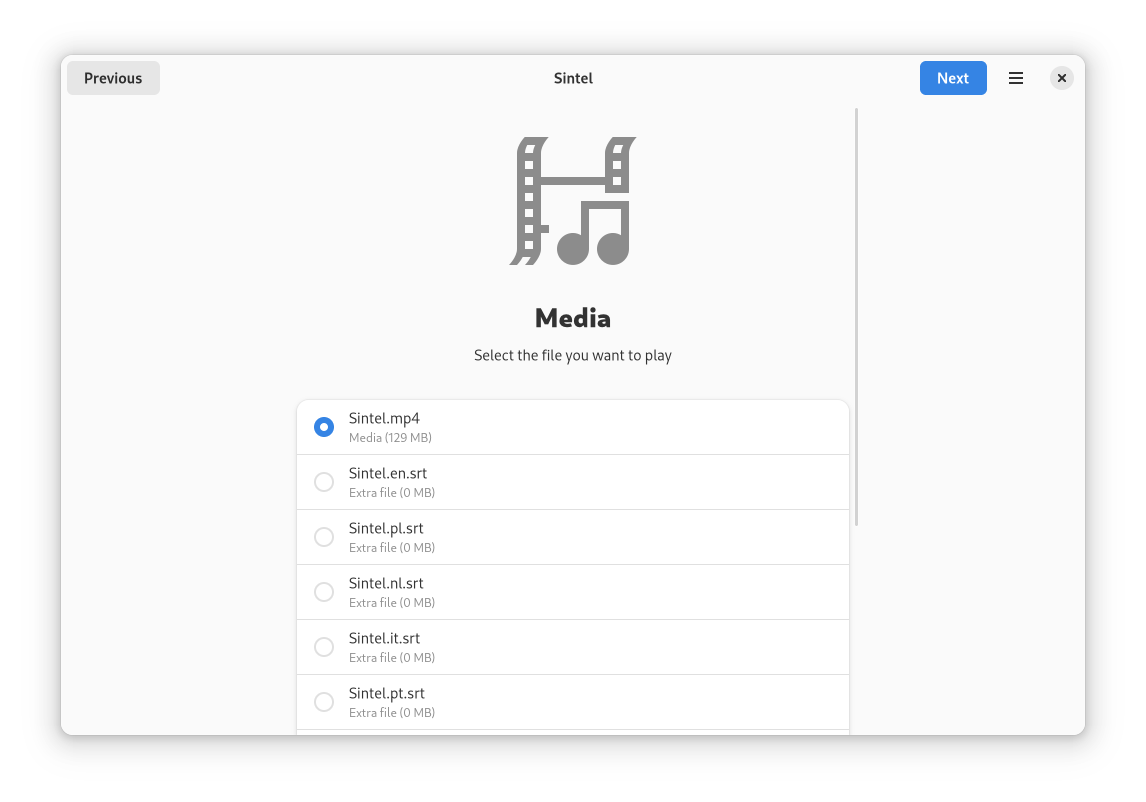 Previous
Sintel
Next
Media
Select the file you want to play
Sintel.mp4
Media (129 MB)
Sintel.en.srt
Extra file (0 MB)
Sintel.pl.srt
Extra file (0 MB)
Sintel.nl.srt
Extra file (0 MB)
Sintel.it.srt
Extra file (0 MB)
Sintel.pt.srt
Extra file (0 MB)